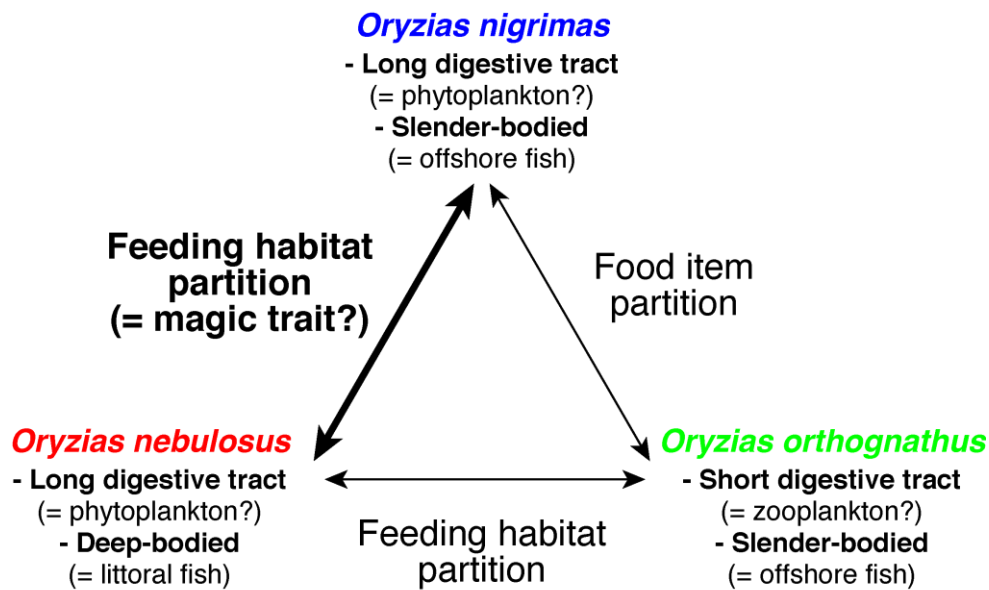 Oryzias nigrimas
- Long digestive tract
(= phytoplankton?)
- Slender-bodied
(= offshore fish)
Feeding habitat
partition
(= magic trait?)
Food item
partition
Oryzias nebulosus
- Long digestive tract
(= phytoplankton?)
- Deep-bodied
(= littoral fish)
Feeding habitat
partition
Oryzias orthognathus
- Short digestive tract
(= zooplankton?)
- Slender-bodied
(= offshore fish)